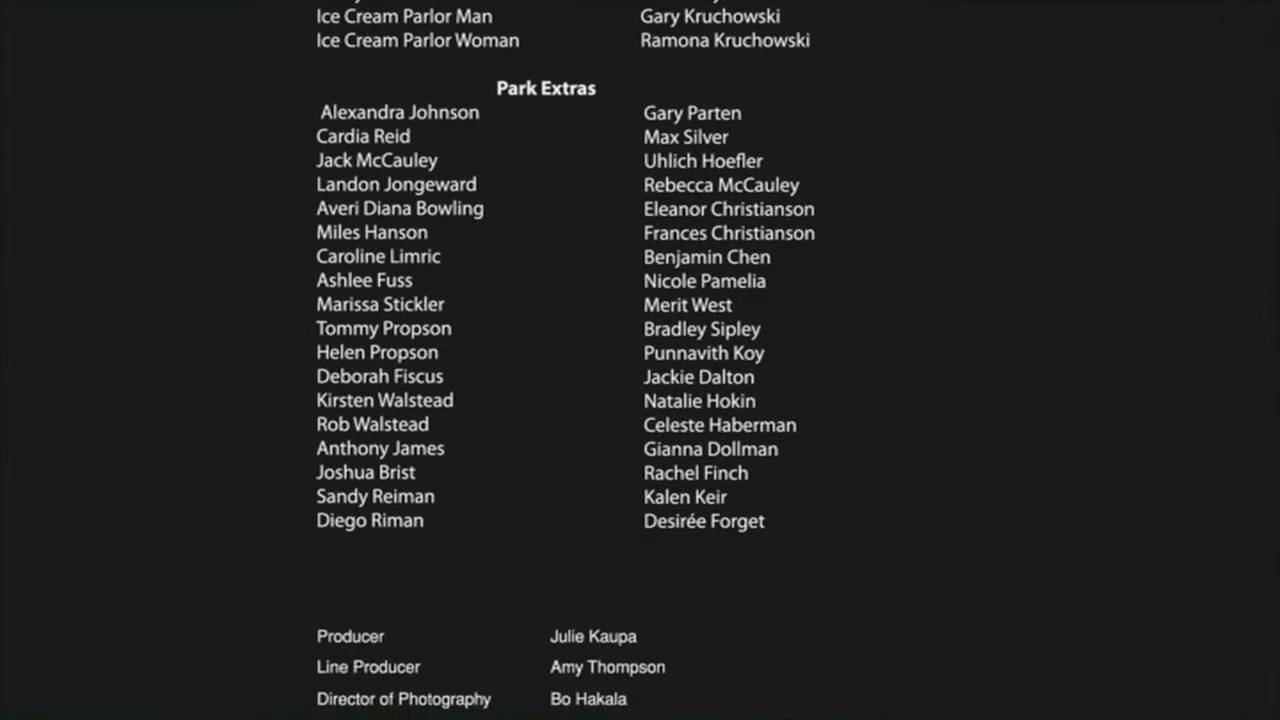 Ice Cream Parlor Man Gary Kruchowski
Ice Cream Parlor Woman Ramona Kruchowski
Park Extras
Alexandra Johnson Gary Parten
Cardia Reid Max Silver
Jack McCauley Uhlich Hoefler
Landon Jongeward Rebecca McCauley
Averi Diana Bowling Eleanor Christianson
Miles Hanson Frances Christianson
Caroline Limric Benjamin Chen
Ashlee Fuss Nicole Pamelia
Marissa Stickler Merit West
Tommy Propson Bradley Sipley
Helen Propson Punnavith Koy
Deborah Fiscus Jackie Dalton
Kirsten Walstead Natalie Hokin
Rob Walstead Celeste Haberman
Anthony James Gianna Dollman
Joshua Brist Rachel Finch
Sandy Reiman Kalen Keir
Diego Riman Desirée Forget
Producer Julie Kaupa
Line Producer Amy Thompson
Director of Photography Bo Hakala